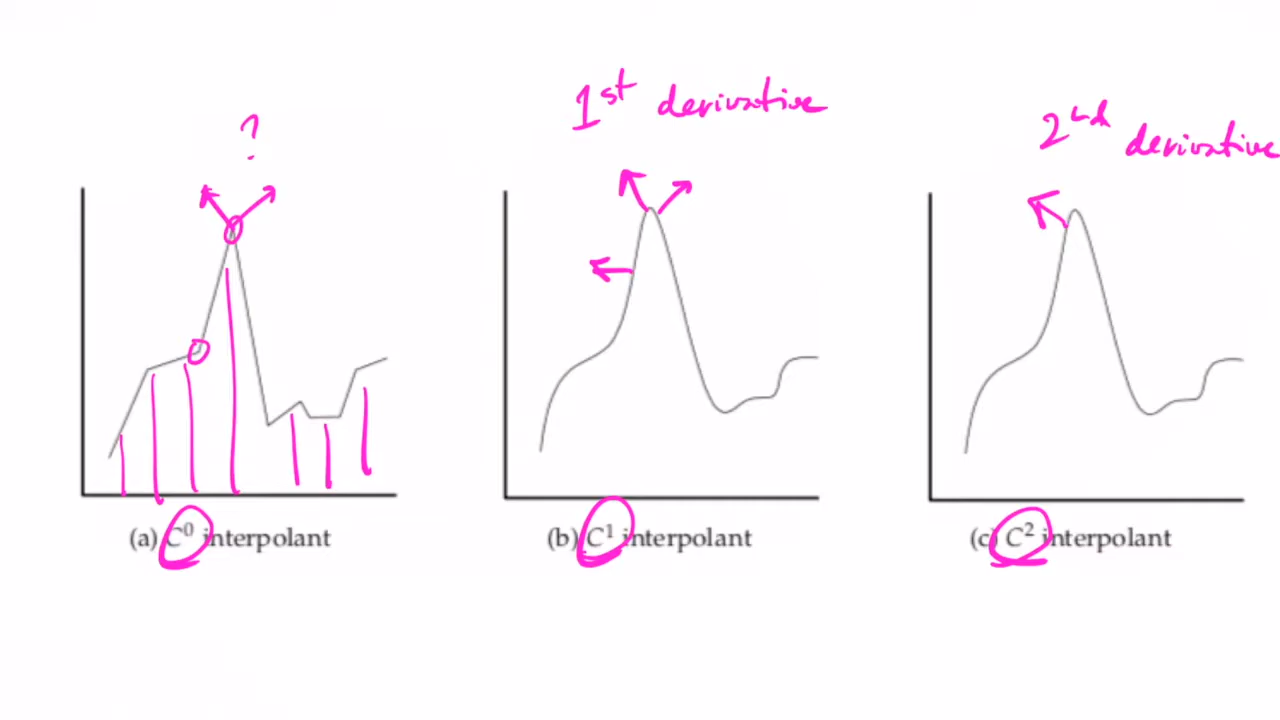 ?
1st derivative
2nd derivative
(a) C⁰ interpolant
(b) C¹ interpolant
(c) C² interpolant